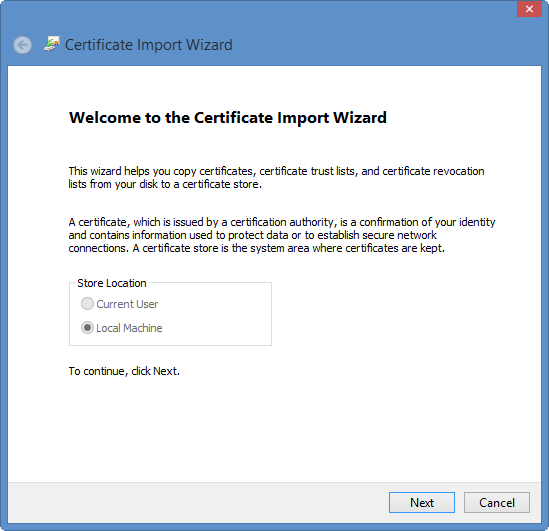 Certificate Import Wizard
Welcome to the Certificate Import Wizard
This wizard helps you copy certificates, certificate trust lists, and certificate revocation
lists from your disk to a certificate store.
A certificate, which is issued by a certification authority, is a confirmation of your identity
and contains information used to protect data or to establish secure network
connections. A certificate store is the system area where certificates are kept.
Store Location
Current User
Local Machine
To continue, click Next.
Next
Cancel